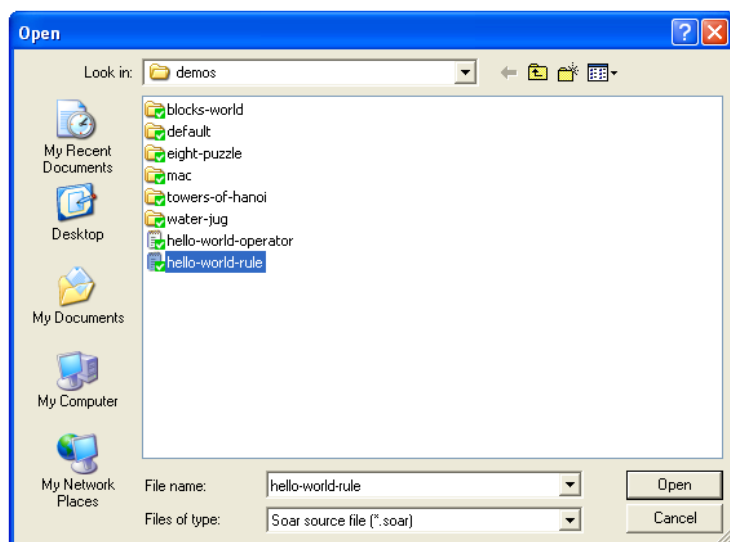 Open
Look in: demos
blocks-world
default
eight-puzzle
mac
towers-of-hanoi
water-jug
hello-world-operator
hello-world-rule
My Recent
Documents
Desktop
My Documents
My Computer
My Network
Places
File name: hello-world-rule Open
Files of type: Soar source file (*.soar) Cancel